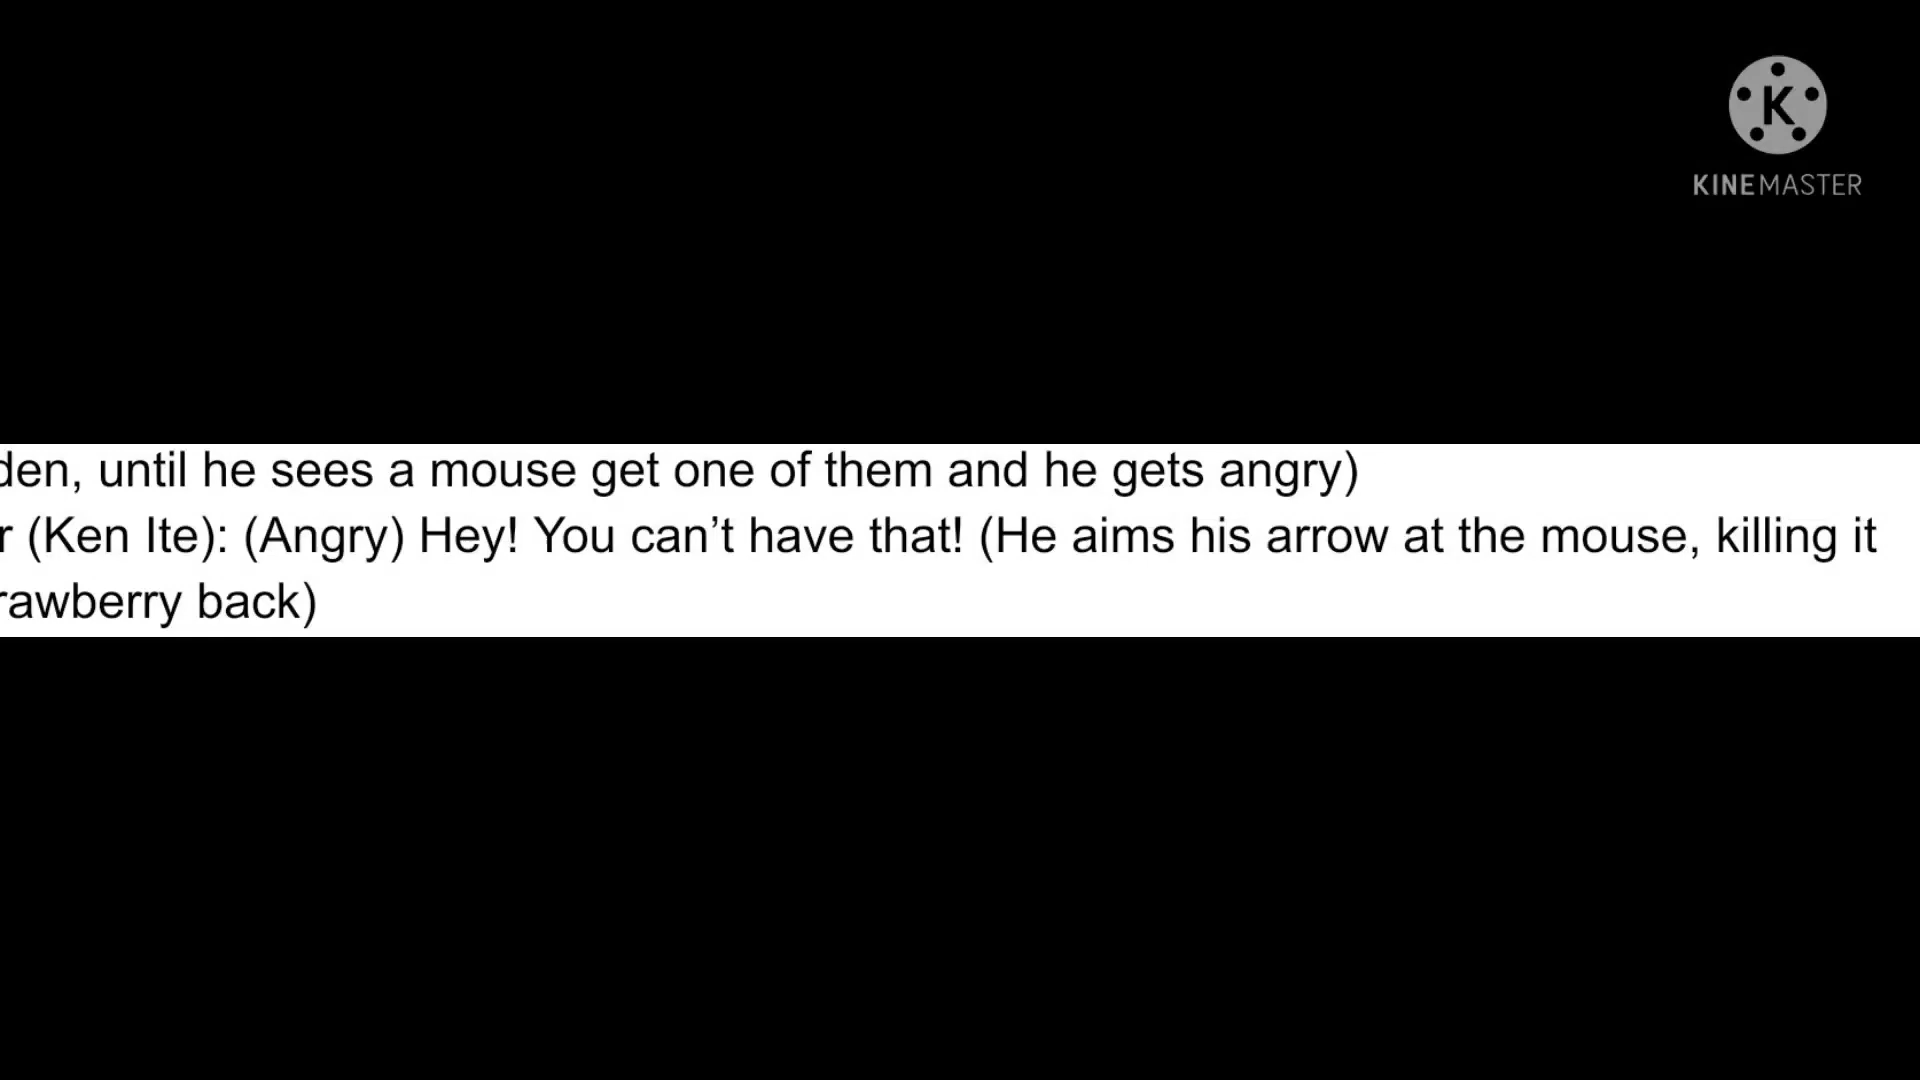 K
KINEMASTER
den, until he sees a mouse get one of them and he gets angry)
r (Ken Ite): (Angry) Hey! You can’t have that! (He aims his arrow at the mouse, killing it
rawberry back)